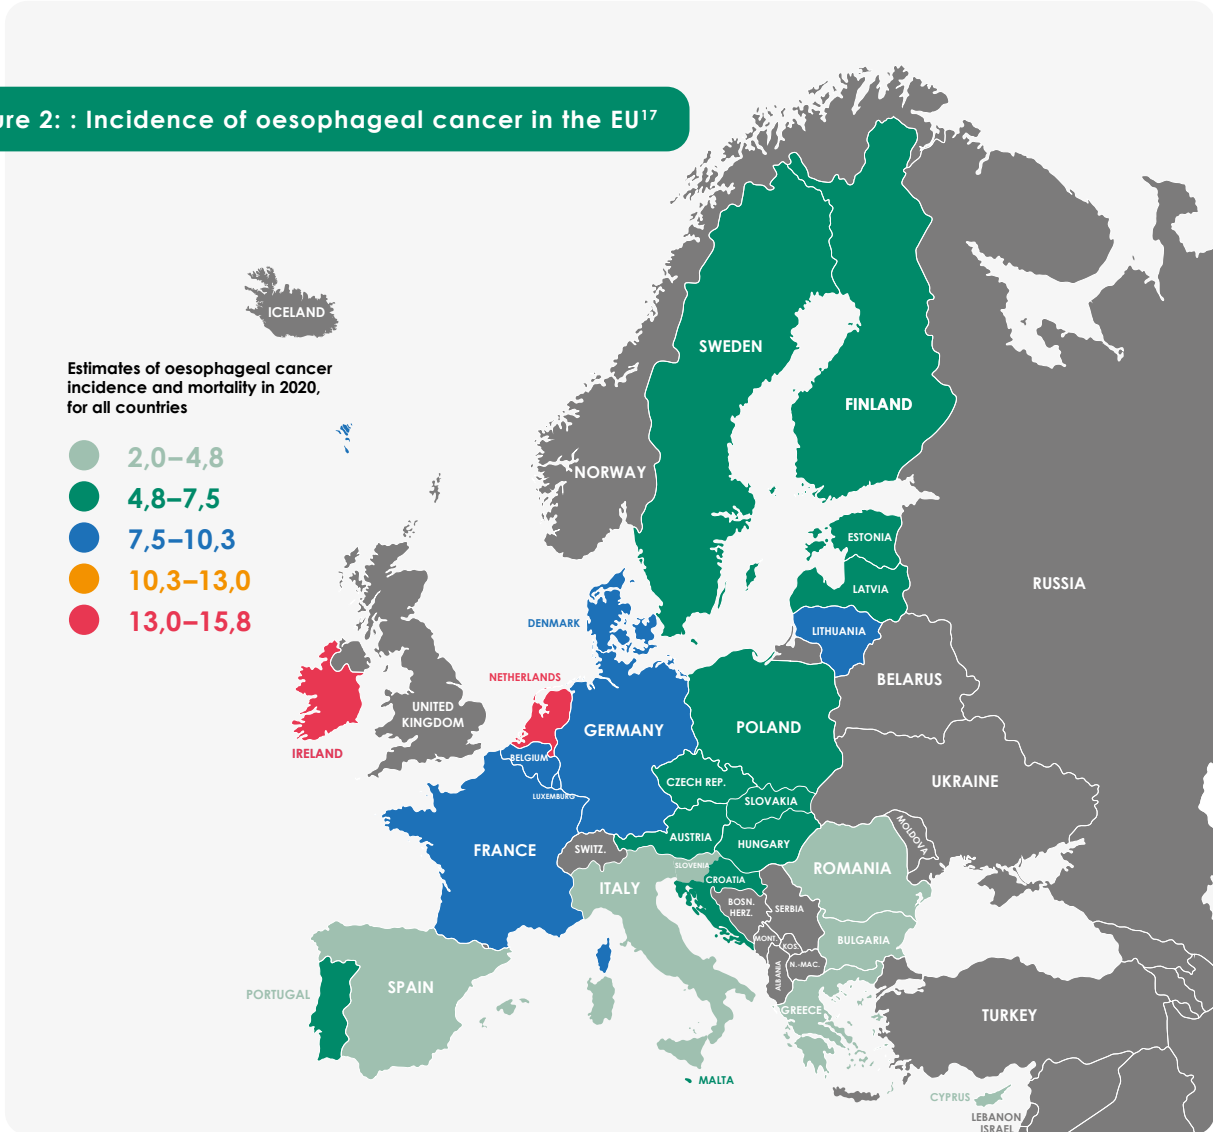 ure 2: : Incidence of oesophageal cancer in the EU17
ICELAND
Estimates of oesophageal cancer
incidence and mortality in 2020,
for all countries
2,0–4,8
4,8–7,5
7,5–10,3
10,3–13,0
13,0–15,8
SWEDEN
FINLAND
NORWAY
ESTONIA
RUSSIA
LATVIA
DENMARK
LITHUANIA
NETHERLANDS
BELARUS
UNITED
KINGDOM
GERMANY
POLAND
IRELAND
BELGIUM
CZECH REP.
UKRAINE
LUXEMBURG
SLOVAKIA
AUSTRIA
MOLDOVA
HUNGARY
FRANCE
SWITZ.
SLOVENIA
ROMANIA
CROATIA
ITALY
BOSN.
HERZ.
SERBIA
MONT.
KOS.
BULGARIA
N.-MAC.
ALBANIA
SPAIN
PORTUGAL
GREECE
TURKEY
MALTA
CYPRUS
LEBANON
ISRAEL